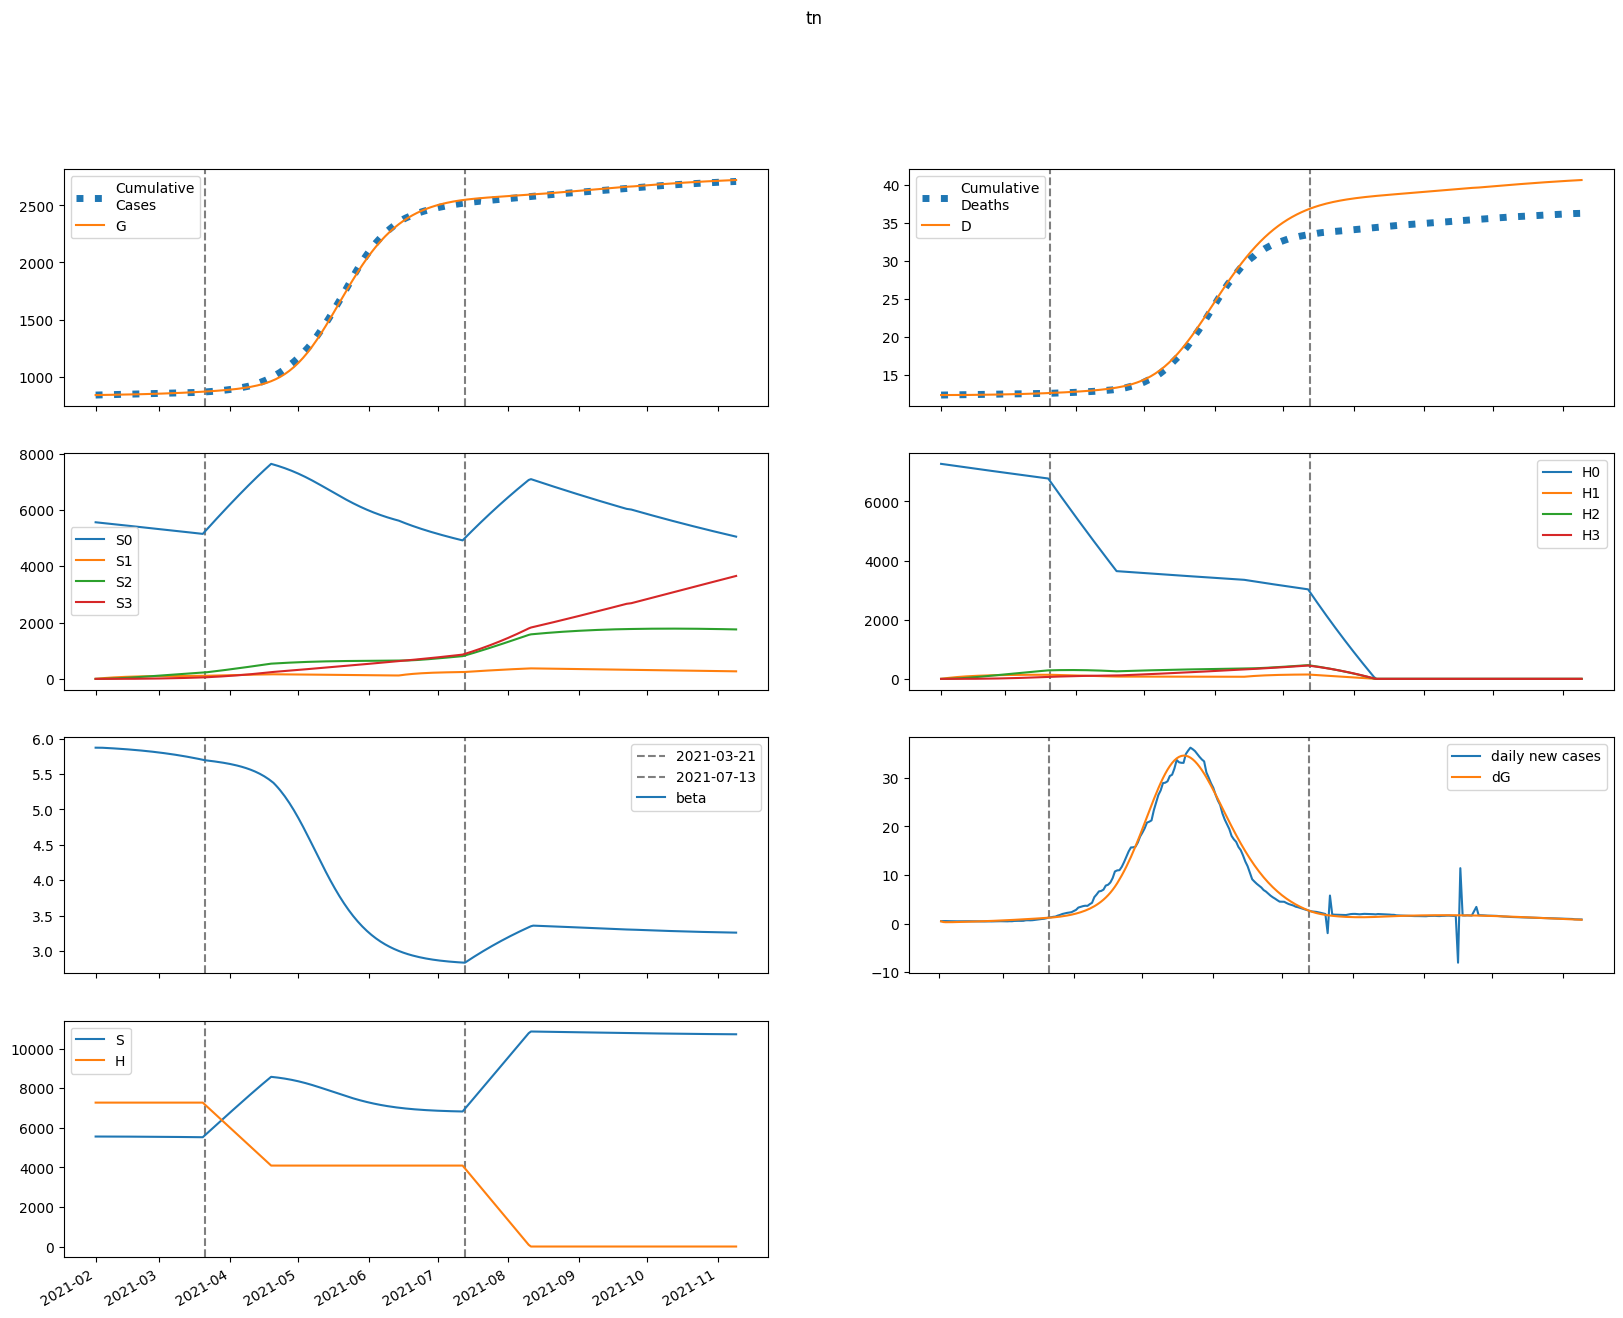 tn
Cumulative
Cases
G
2500
2000
1500
1000
Cumulative
Deaths
D
40
35
30
25
20
15
8000
6000
4000
2000
0
S0
S1
S2
S3
6000
4000
2000
0
H0
H1
H2
H3
6.0
5.5
5.0
4.5
4.0
3.5
3.0
2021-03-21
2021-07-13
beta
30
20
10
0
−10
daily new cases
dG
S
H
10000
8000
6000
4000
2000
0
2021-02
2021-03
2021-04
2021-05
2021-06
2021-07
2021-08
2021-09
2021-10
2021-11